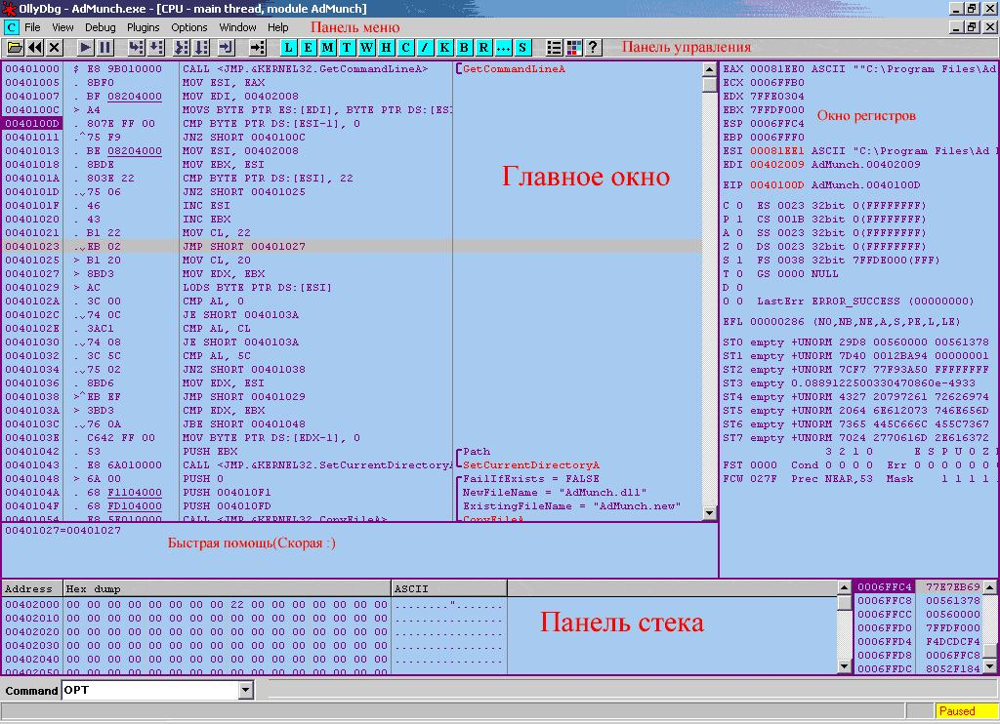 OllyDbg - AdMunch.exe - [CPU - main thread, module AdMunch]
C File View Debug Plugins Options Window Help Панель меню
L E M T W H C / K B R ... S ? Панель управления
00401000 $ E8 9B010000 CALL <JMP.&KERNEL32.GetCommandLineA> GetCommandLineA
00401005 . 8BF0 MOV ESI, EAX
00401007 . BF 08204000 MOV EDI, 00402008
0040100C > A4 MOVS BYTE PTR ES:[EDI], BYTE PTR DS:[ESI
0040100D . 807E FF 00 CMP BYTE PTR DS:[ESI-1], 0
00401011 .^75 F9 JNZ SHORT 0040100C
00401013 . BE 08204000 MOV ESI, 00402008
00401018 . 8BDE MOV EBX, ESI
0040101A . 803E 22 CMP BYTE PTR DS:[ESI], 22
0040101D .v75 06 JNZ SHORT 00401025
0040101F . 46 INC ESI
00401020 . 43 INC EBX
00401021 . B1 22 MOV CL, 22
00401023 .vEB 02 JMP SHORT 00401027
00401025 > B1 20 MOV CL, 20
00401027 > 8BD3 MOV EDX, EBX
00401029 > AC LODS BYTE PTR DS:[ESI]
0040102A . 3C 00 CMP AL, 0
0040102C .v74 0C JE SHORT 0040103A
0040102E . 3AC1 CMP AL, CL
00401030 .v74 08 JE SHORT 0040103A
00401032 . 3C 5C CMP AL, 5C
00401034 .v75 02 JNZ SHORT 00401038
00401036 . 8BD6 MOV EDX, ESI
00401038 >^EB EF JMP SHORT 00401029
0040103A > 3BD3 CMP EDX, EBX
0040103C .v76 0A JBE SHORT 00401048
0040103E . C642 FF 00 MOV BYTE PTR DS:[EDX-1], 0
00401042 . 53 PUSH EBX Path
00401043 . E8 6A010000 CALL <JMP.&KERNEL32.SetCurrentDirectoryA SetCurrentDirectoryA
00401048 > 6A 00 PUSH 0 FailIfExists = FALSE
0040104A . 68 F1104000 PUSH 004010F1 NewFileName = "AdMunch.dll"
0040104F . 68 FD104000 PUSH 004010FD ExistingFileName = "AdMunch.new"
00401054 . E8 5F010000 CALL <JMP.&KERNEL32.CopyFileA> CopyFileA
Главное окно
EAX 00081EE0 ASCII ""C:\Program Files\Ad
ECX 0006FFB0
EDX 7FFE0304
EBX 7FFDF000
ESP 0006FFC4
EBP 0006FFF0
ESI 00081EE1 ASCII "C:\Program Files\Ad
EDI 00402009 AdMunch.00402009
EIP 0040100D AdMunch.0040100D
Окно регистров
C 0 ES 0023 32bit 0(FFFFFFFF)
P 1 CS 001B 32bit 0(FFFFFFFF)
A 0 SS 0023 32bit 0(FFFFFFFF)
Z 0 DS 0023 32bit 0(FFFFFFFF)
S 1 FS 0038 32bit 7FFDE000(FFF)
T 0 GS 0000 NULL
D 0
O 0 LastErr ERROR_SUCCESS (00000000)
EFL 00000286 (NO,NB,NE,A,S,PE,L,LE)
ST0 empty +UNORM 29D8 00560000 00561378
ST1 empty +UNORM 7D40 0012BA94 00000001
ST2 empty +UNORM 7CF7 77F93A50 FFFFFFFF
ST3 empty 0.0889122500330470860e-4933
ST4 empty +UNORM 4327 20797261 72626974
ST5 empty +UNORM 2064 6E612073 746E656D
ST6 empty +UNORM 7365 445C666C 455C7367
ST7 empty +UNORM 7024 2770616D 2E616372
3 2 1 0 E S P U O Z
FST 0000 Cond 0 0 0 0 Err 0 0 0 0 0 0
FCW 027F Prec NEAR,53 Mask 1 1 1 1
00401027=00401027
Быстрая помощь(Скорая :)
Address Hex dump ASCII
00402000 00 00 00 00 00 00 00 00 22 00 00 00 00 00 00 00 ........".......
00402010 00 00 00 00 00 00 00 00 00 00 00 00 00 00 00 00 ................
00402020 00 00 00 00 00 00 00 00 00 00 00 00 00 00 00 00 ................
00402030 00 00 00 00 00 00 00 00 00 00 00 00 00 00 00 00 ................
00402040 00 00 00 00 00 00 00 00 00 00 00 00 00 00 00 00 ................
00402050 00 00 00 00 00 00 00 00 00 00 00 00 00 00 00 00 ................
Панель стека
0006FFC4 77E7EB69
0006FFC8 00561378
0006FFCC 00560000
0006FFD0 7FFDF000
0006FFD4 F4DCDCF4
0006FFD8 0006FFC8
0006FFDC 8052F184
Command OPT
Paused